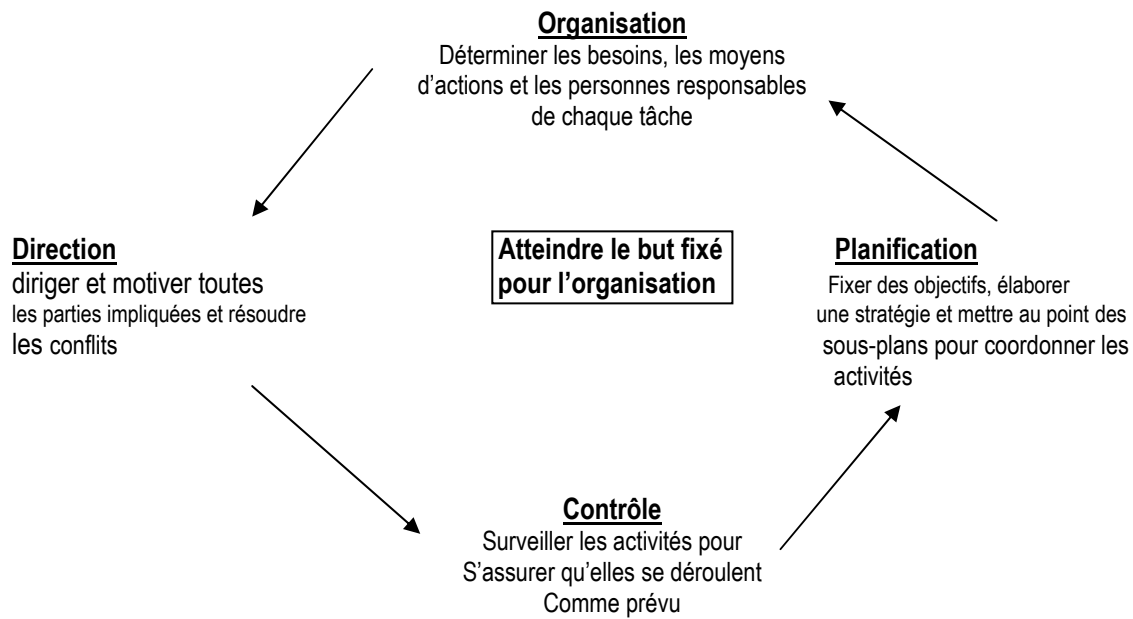 Organisation
Déterminer les besoins, les moyens
d’actions et les personnes responsables
de chaque tâche
Direction
diriger et motiver toutes
les parties impliquées et résoudre
les conflits
Atteindre le but fixé
pour l’organisation
Planification
Fixer des objectifs, élaborer
une stratégie et mettre au point des
sous-plans pour coordonner les
activités
Contrôle
Surveiller les activités pour
S’assurer qu’elles se déroulent
Comme prévu